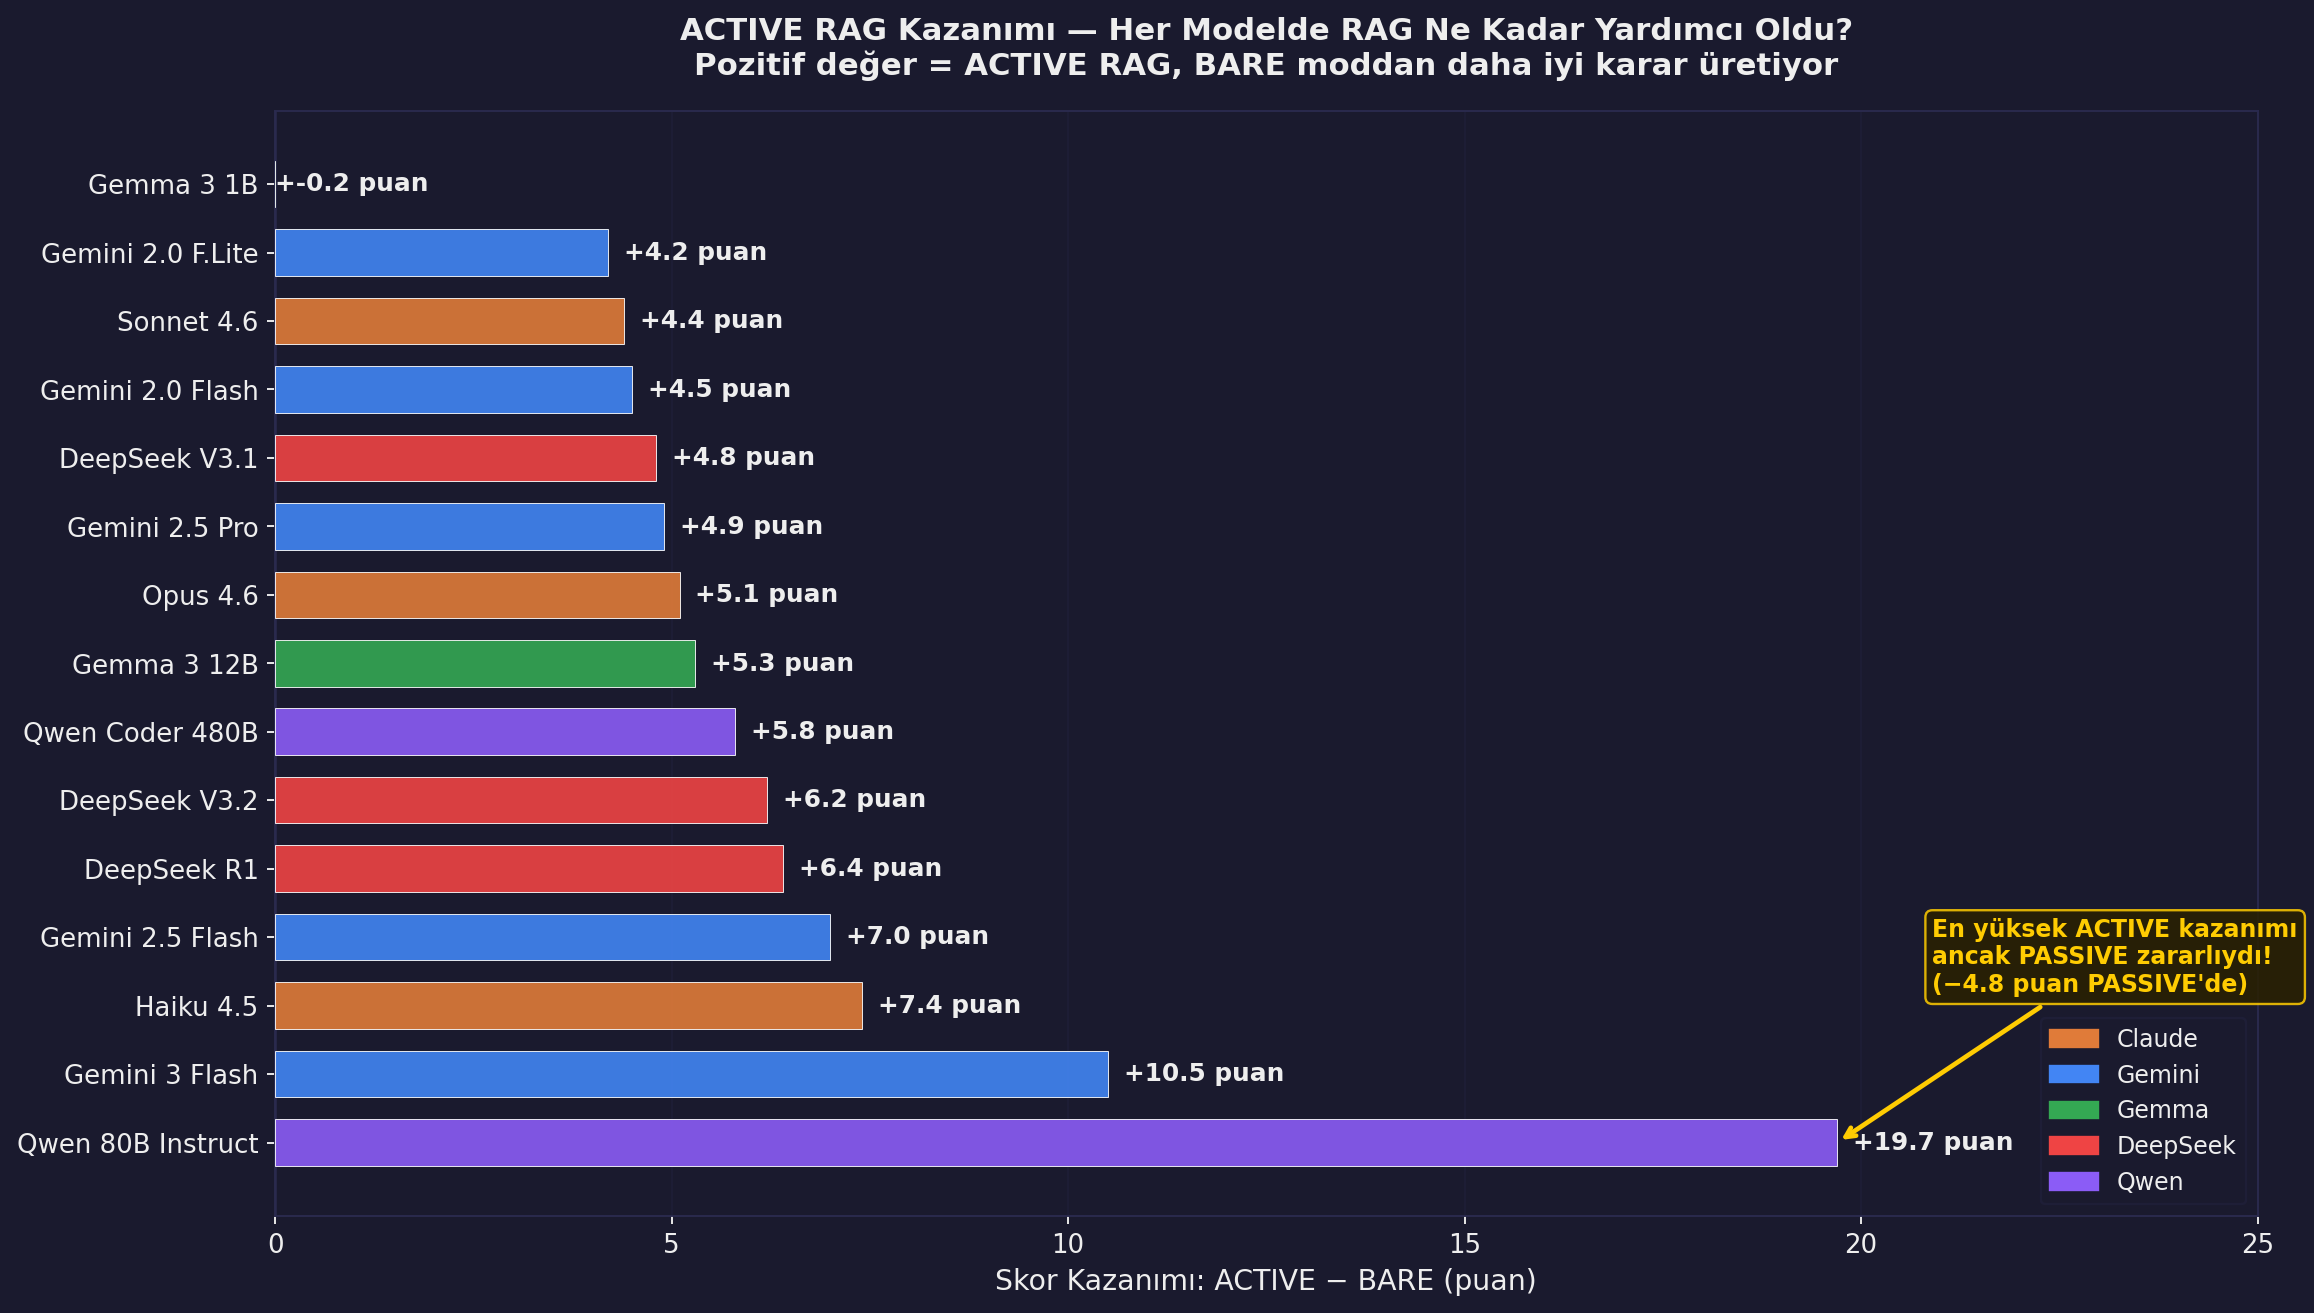 ACTIVE RAG Kazanımı — Her Modelde RAG Ne Kadar Yardımcı Oldu?
Pozitif değer = ACTIVE RAG, BARE moddan daha iyi karar üretiyor
Gemma 3 1B +-0.2 puan
Gemini 2.0 F.Lite +4.2 puan
Sonnet 4.6 +4.4 puan
Gemini 2.0 Flash +4.5 puan
DeepSeek V3.1 +4.8 puan
Gemini 2.5 Pro +4.9 puan
Opus 4.6 +5.1 puan
Gemma 3 12B +5.3 puan
Qwen Coder 480B +5.8 puan
DeepSeek V3.2 +6.2 puan
DeepSeek R1 +6.4 puan
Gemini 2.5 Flash +7.0 puan
Haiku 4.5 +7.4 puan
Gemini 3 Flash +10.5 puan
Qwen 80B Instruct +19.7 puan
En yüksek ACTIVE kazanımı
ancak PASSIVE zararlıydı!
(−4.8 puan PASSIVE'de)
Claude
Gemini
Gemma
DeepSeek
Qwen
0 5 10 15 20 25
Skor Kazanımı: ACTIVE − BARE (puan)